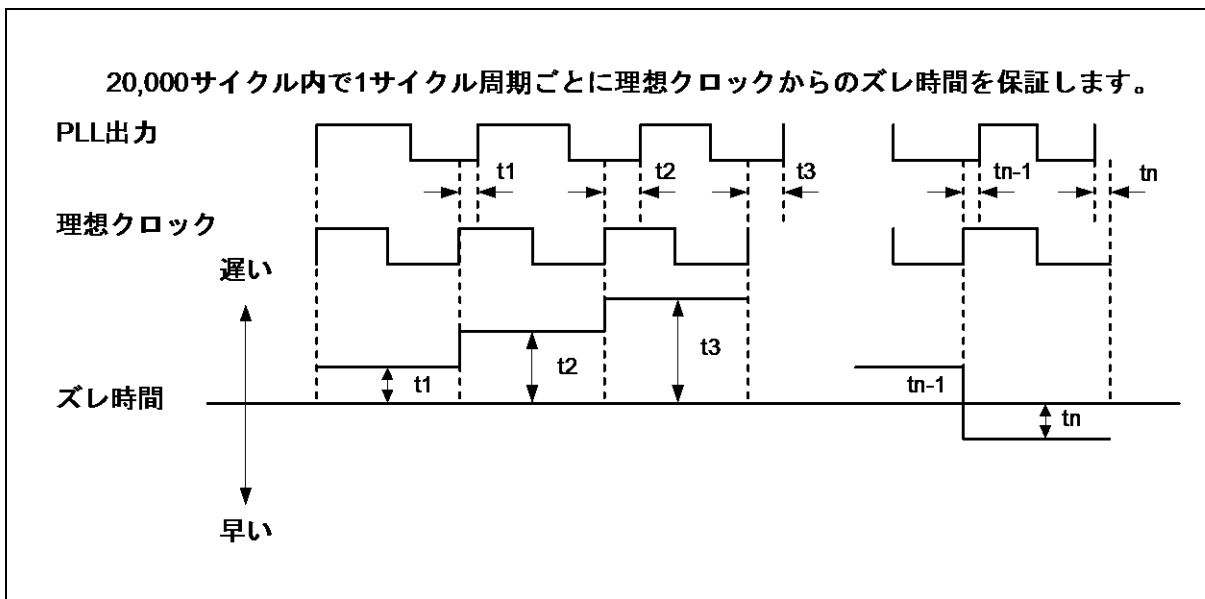 20,000サイクル内で1サイクル周期ごとに理想クロックからのズレ時間を保証します。
PLL出力
t1
t2
t3
tn-1
tn
理想クロック
遅い
t1
t2
t3
tn-1
tn
ズレ時間
早い